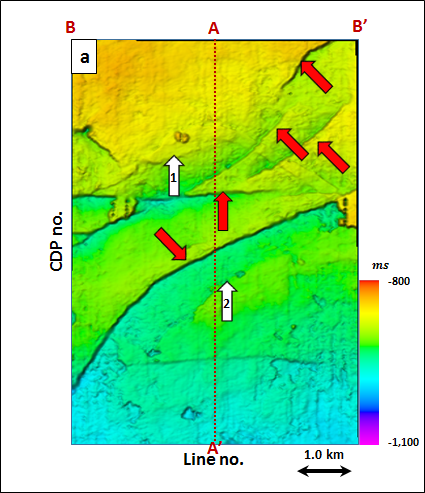 B
A
B’
a
1
CDP no.
2
ms
-800
-1,100
A’
Line no.
1.0 km